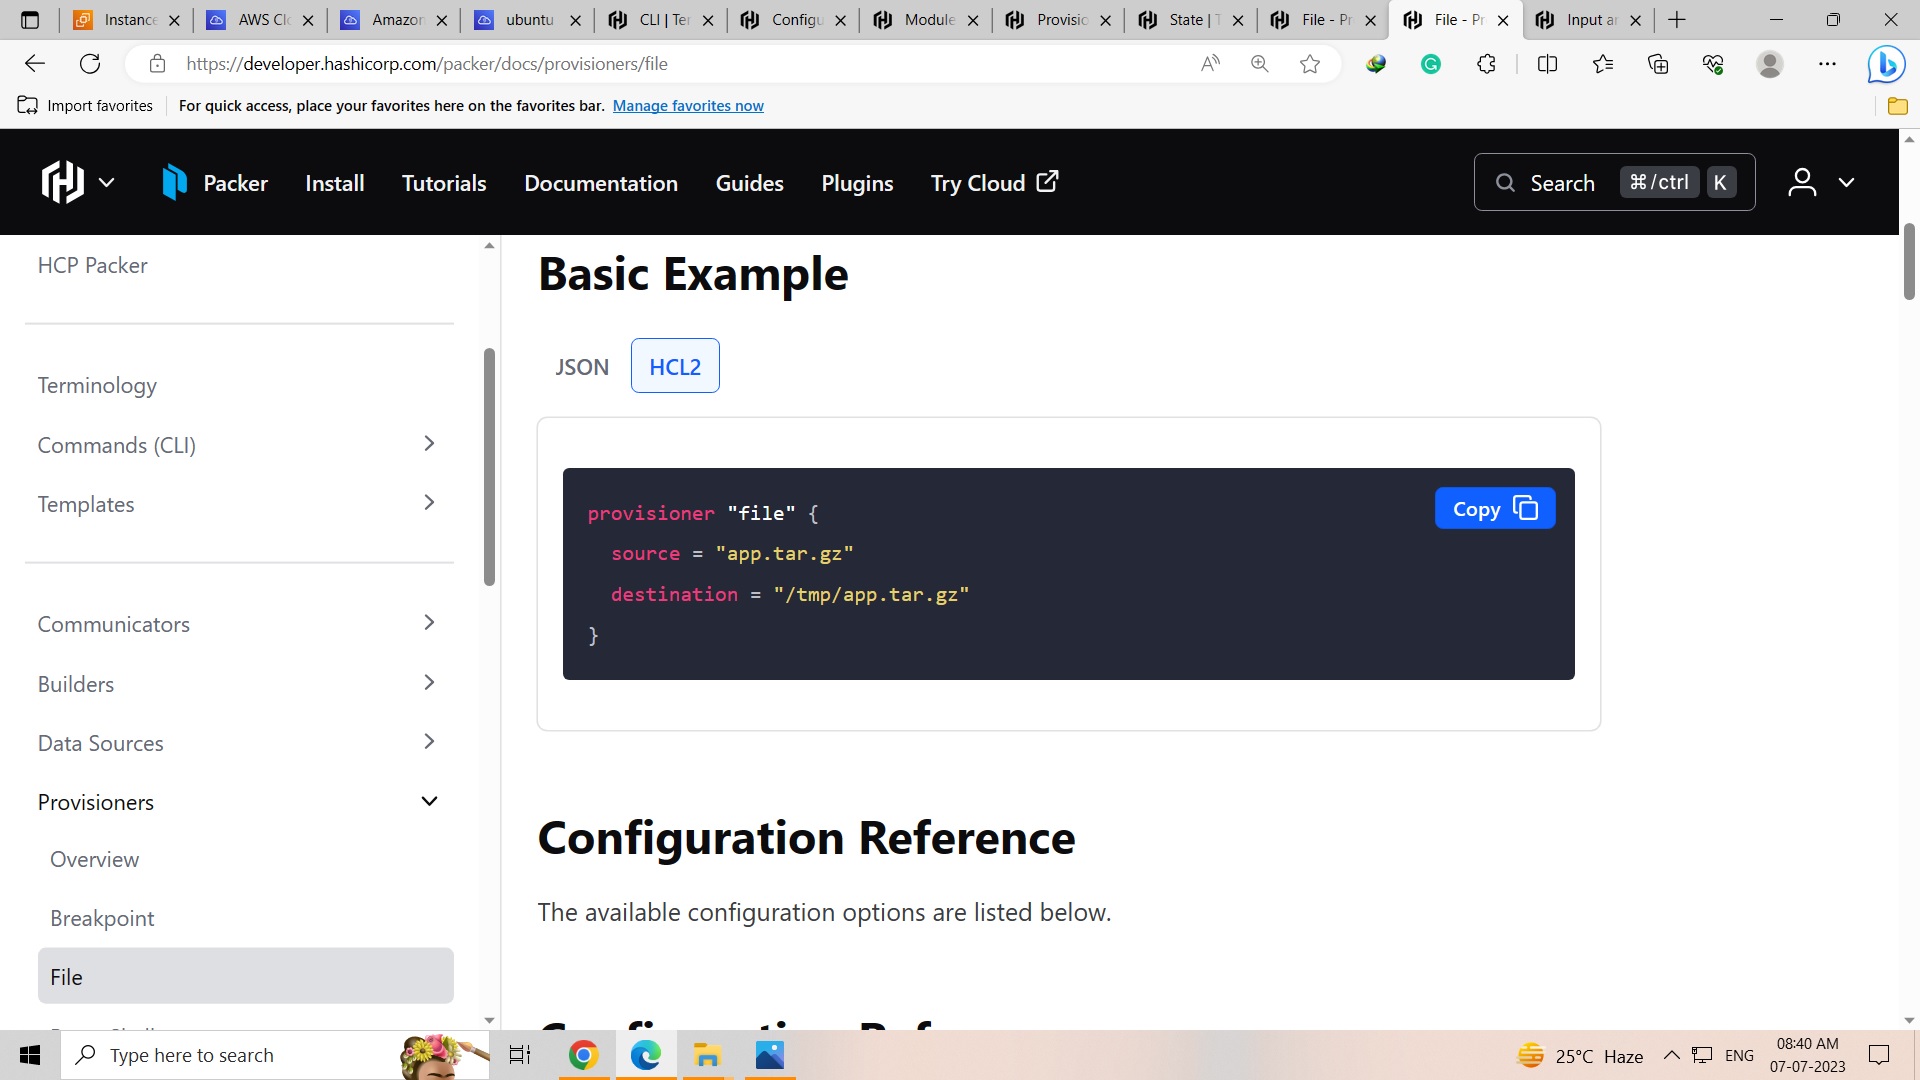 Instance
AWS Clo
Amazon
ubuntu
CLI | Ter
Configu
Module
Provisio
State | T
File - Pr
File - Pr
Input ar
https://developer.hashicorp.com/packer/docs/provisioners/file
Import favorites
For quick access, place your favorites here on the favorites bar. Manage favorites now
Packer
Install
Tutorials
Documentation
Guides
Plugins
Try Cloud
Search
⌘/ctrl
K
HCP Packer
Terminology
Commands (CLI)
Templates
Communicators
Builders
Data Sources
Provisioners
Overview
Breakpoint
File
Basic Example
JSON
HCL2
Copy
provisioner "file" {
source = "app.tar.gz"
destination = "/tmp/app.tar.gz"
}
Configuration Reference
The available configuration options are listed below.
Type here to search
25°C Haze
ENG
08:40 AM
07-07-2023